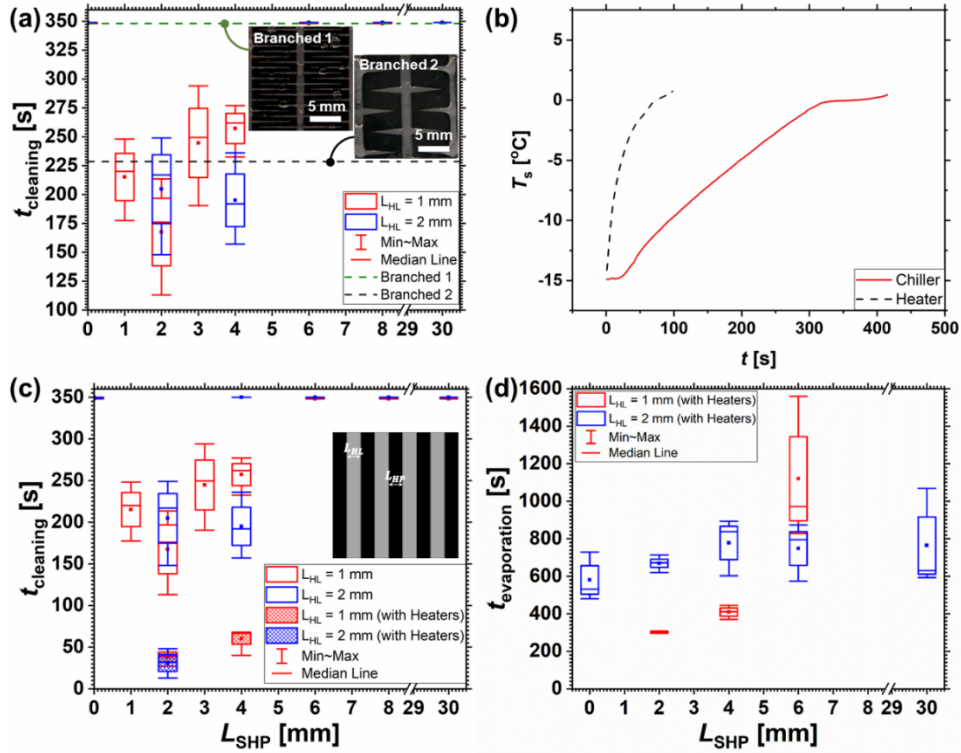 (a)
400
350
300
250
225
200
175
150
125
100
t_cleaning [s]
0 1 2 3 4 6 7 8 29 30
Branched 1
5 mm
Branched 2
5 mm
L_HL = 1 mm
L_HL = 2 mm
Min~Max
Median Line
Branched 1
Branched 2
(b)
5
0
-5
-10
-15
T_s [°C]
0 100 200 300 400 500
t [s]
Chiller
Heater
(c)
400
350
300
250
200
150
100
50
0
t_cleaning [s]
0 1 2 3 4 6 7 8 29 30
L_SHP [mm]
L_HL
L_HP
L_HL = 1 mm
L_HL = 2 mm
L_HL = 1 mm (with Heaters)
L_HL = 2 mm (with Heaters)
Min~Max
Median Line
(d)
1600
1400
1200
1000
800
600
400
200
0
t_evaporation [s]
0 1 2 3 4 6 7 8 29 30
L_SHP [mm]
L_HL = 1 mm (with Heaters)
L_HL = 2 mm (with Heaters)
Min~Max
Median Line